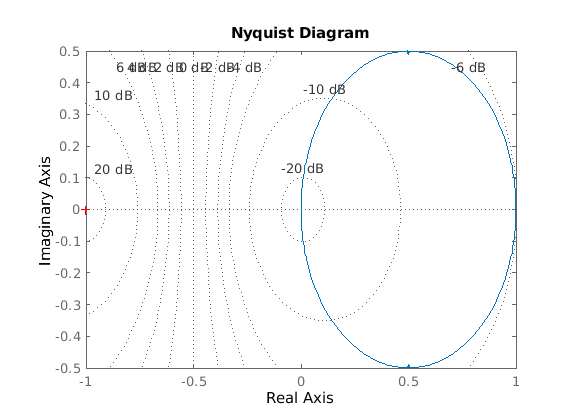 Nyquist Diagram
0.5
6 dB 4 dB 2 dB 0 dB -2 dB -4 dB -6 dB
0.4
10 dB -10 dB
0.3
0.2
20 dB -20 dB
0.1
0
-0.1
-0.2
-0.3
-0.4
-0.5
-1 -0.5 0 0.5 1
Imaginary Axis
Real Axis